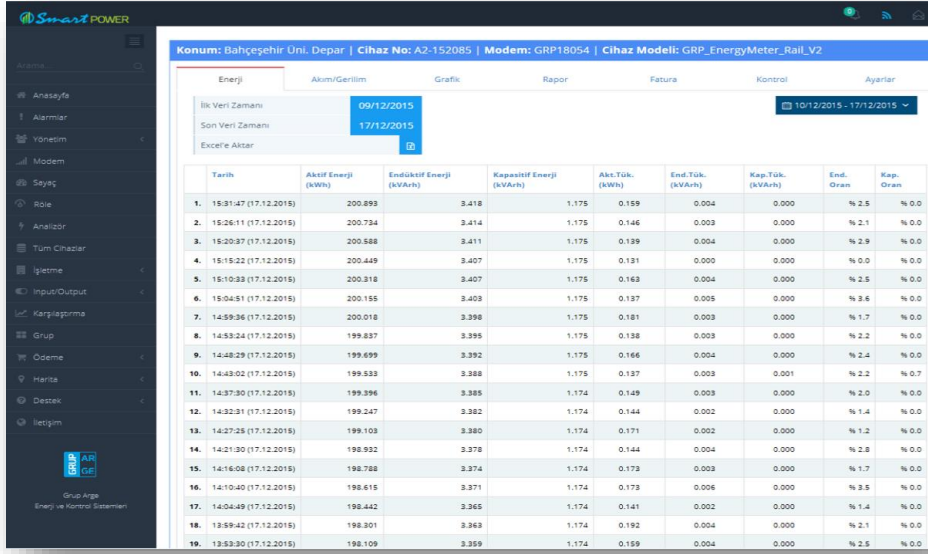 Smart POWER
0
Arama...
Anasayfa
Alarmlar
Yönetim
Modem
Sayaç
Röle
Analizör
Tüm Cihazlar
İşletme
Input/Output
Karşılaştırma
Grup
Ödeme
Harita
Destek
İletişim
GRUP ARGE
Grup Arge
Enerji ve Kontrol Sistemleri
Konum: Bahçeşehir Üni. Depar | Cihaz No: A2-152085 | Modem: GRP18054 | Cihaz Modeli: GRP_EnergyMeter_Rail_V2
Enerji Akım/Gerilim Grafik Rapor Fatura Kontrol Ayarlar
İlk Veri Zamanı 09/12/2015 10/12/2015 - 17/12/2015
Son Veri Zamanı 17/12/2015
Excel'e Aktar
Tarih Aktif Enerji (kWh) Endüktif Enerji (kVArh) Kapasitif Enerji (kVArh) Akt.Tük. (kWh) End.Tük. (kVArh) Kap.Tük. (kVArh) End. Oran Kap. Oran
1. 15:31:47 (17.12.2015) 200.893 3.418 1.175 0.159 0.004 0.000 % 2.5 % 0.0
2. 15:26:11 (17.12.2015) 200.734 3.414 1.175 0.146 0.003 0.000 % 2.1 % 0.0
3. 15:20:37 (17.12.2015) 200.588 3.411 1.175 0.139 0.004 0.000 % 2.9 % 0.0
4. 15:15:22 (17.12.2015) 200.449 3.407 1.175 0.131 0.000 0.000 % 0.0 % 0.0
5. 15:10:33 (17.12.2015) 200.318 3.407 1.175 0.163 0.004 0.000 % 2.5 % 0.0
6. 15:04:51 (17.12.2015) 200.155 3.403 1.175 0.137 0.005 0.000 % 3.6 % 0.0
7. 14:59:36 (17.12.2015) 200.018 3.398 1.175 0.181 0.003 0.000 % 1.7 % 0.0
8. 14:53:24 (17.12.2015) 199.837 3.395 1.175 0.138 0.003 0.000 % 2.2 % 0.0
9. 14:48:29 (17.12.2015) 199.699 3.392 1.175 0.166 0.004 0.000 % 2.4 % 0.0
10. 14:43:02 (17.12.2015) 199.533 3.388 1.175 0.137 0.003 0.001 % 2.2 % 0.7
11. 14:37:30 (17.12.2015) 199.396 3.385 1.174 0.149 0.003 0.000 % 2.0 % 0.0
12. 14:32:31 (17.12.2015) 199.247 3.382 1.174 0.144 0.002 0.000 % 1.4 % 0.0
13. 14:27:25 (17.12.2015) 199.103 3.380 1.174 0.171 0.002 0.000 % 1.2 % 0.0
14. 14:21:30 (17.12.2015) 198.932 3.378 1.174 0.144 0.004 0.000 % 2.8 % 0.0
15. 14:16:08 (17.12.2015) 198.788 3.374 1.174 0.173 0.003 0.000 % 1.7 % 0.0
16. 14:10:40 (17.12.2015) 198.615 3.371 1.174 0.173 0.006 0.000 % 3.5 % 0.0
17. 14:04:49 (17.12.2015) 198.442 3.365 1.174 0.141 0.002 0.000 % 1.4 % 0.0
18. 13:59:42 (17.12.2015) 198.301 3.363 1.174 0.192 0.004 0.000 % 2.1 % 0.0
19. 13:53:30 (17.12.2015) 198.109 3.359 1.174 0.159 0.004 0.000 % 2.5 % 0.0